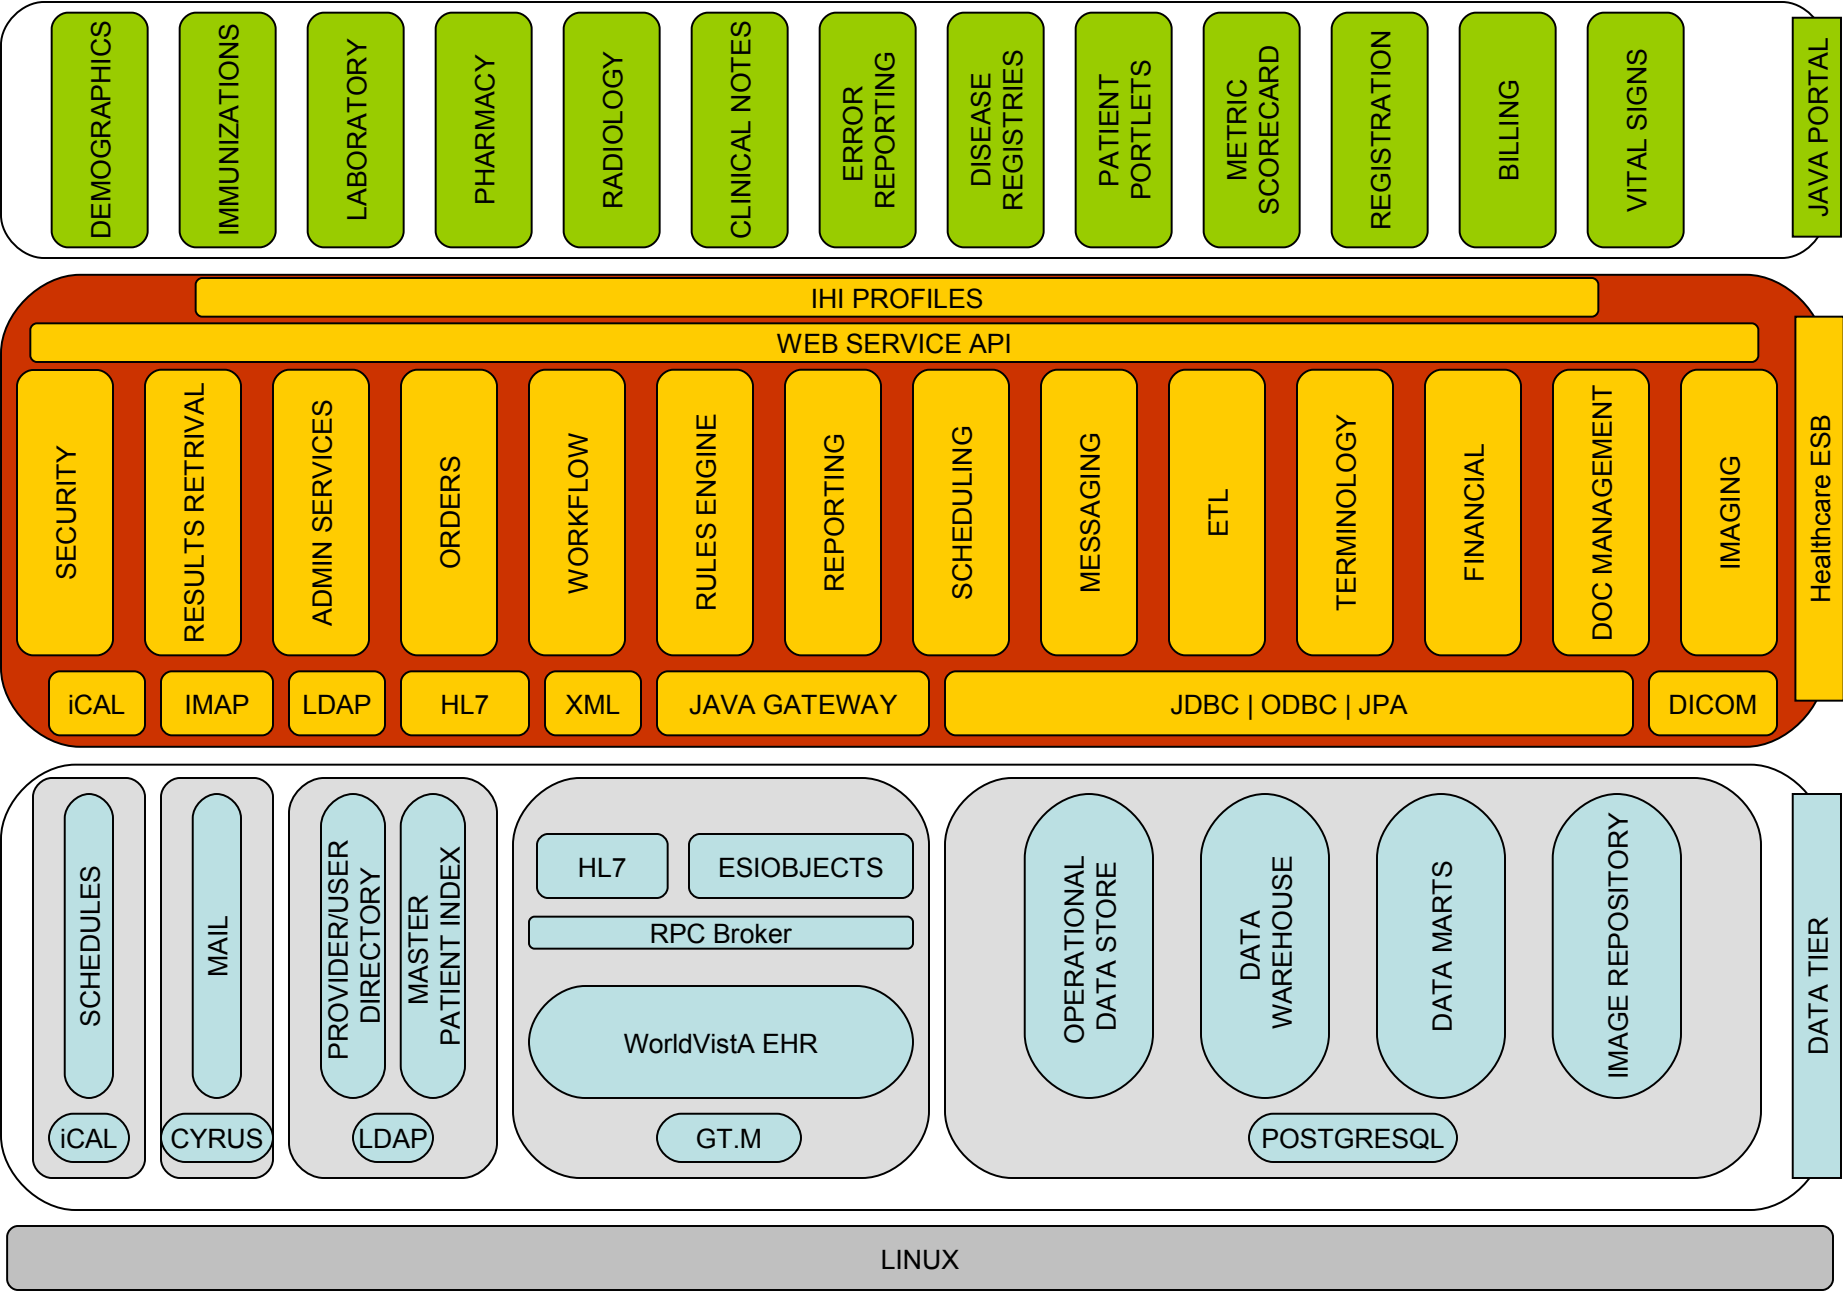 DEMOGRAPHICS
IMMUNIZATIONS
LABORATORY
PHARMACY
RADIOLOGY
CLINICAL NOTES
ERROR
REPORTING
DISEASE
REGISTRIES
PATIENT
PORTLETS
METRIC
SCORECARD
REGISTRATION
BILLING
VITAL SIGNS
JAVA PORTAL
IHI PROFILES
WEB SERVICE API
SECURITY
RESULTS RETRIVAL
ADMIN SERVICES
ORDERS
WORKFLOW
RULES ENGINE
REPORTING
SCHEDULING
MESSAGING
ETL
TERMINOLOGY
FINANCIAL
DOC MANAGEMENT
IMAGING
Healthcare ESB
iCAL
IMAP
LDAP
HL7
XML
JAVA GATEWAY
JDBC | ODBC | JPA
DICOM
SCHEDULES
MAIL
PROVIDER/USER
DIRECTORY
MASTER
PATIENT INDEX
HL7
ESIOBJECTS
RPC Broker
WorldVistA EHR
OPERATIONAL
DATA STORE
DATA
WAREHOUSE
DATA MARTS
IMAGE REPOSITORY
DATA TIER
iCAL
CYRUS
LDAP
GT.M
POSTGRESQL
LINUX